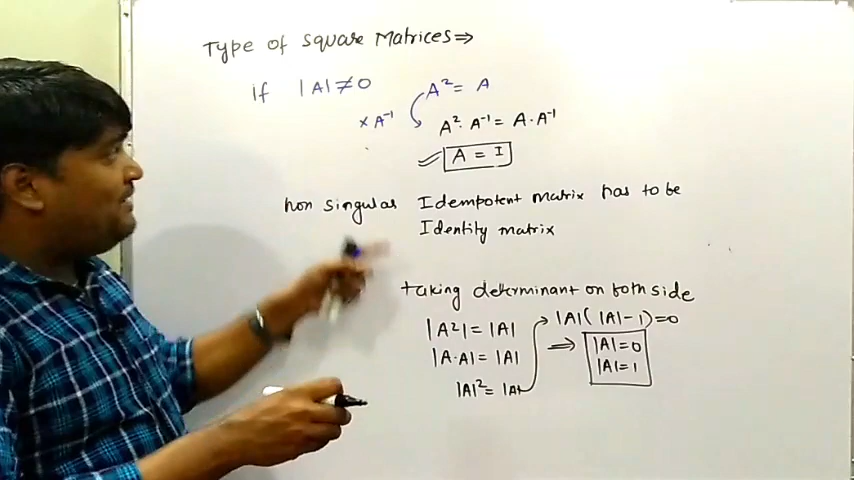 Type of square Matrices ⇒
if |A| ≠ 0 A² = A
× A⁻¹ A² · A⁻¹ = A · A⁻¹
A = I
non singular Idempotent matrix has to be
Identity matrix
taking determinant on both side
|A²| = |A| |A|( |A| - 1) = 0
|A·A| = |A| ⇒ |A| = 0
|A|² = |A| |A| = 1